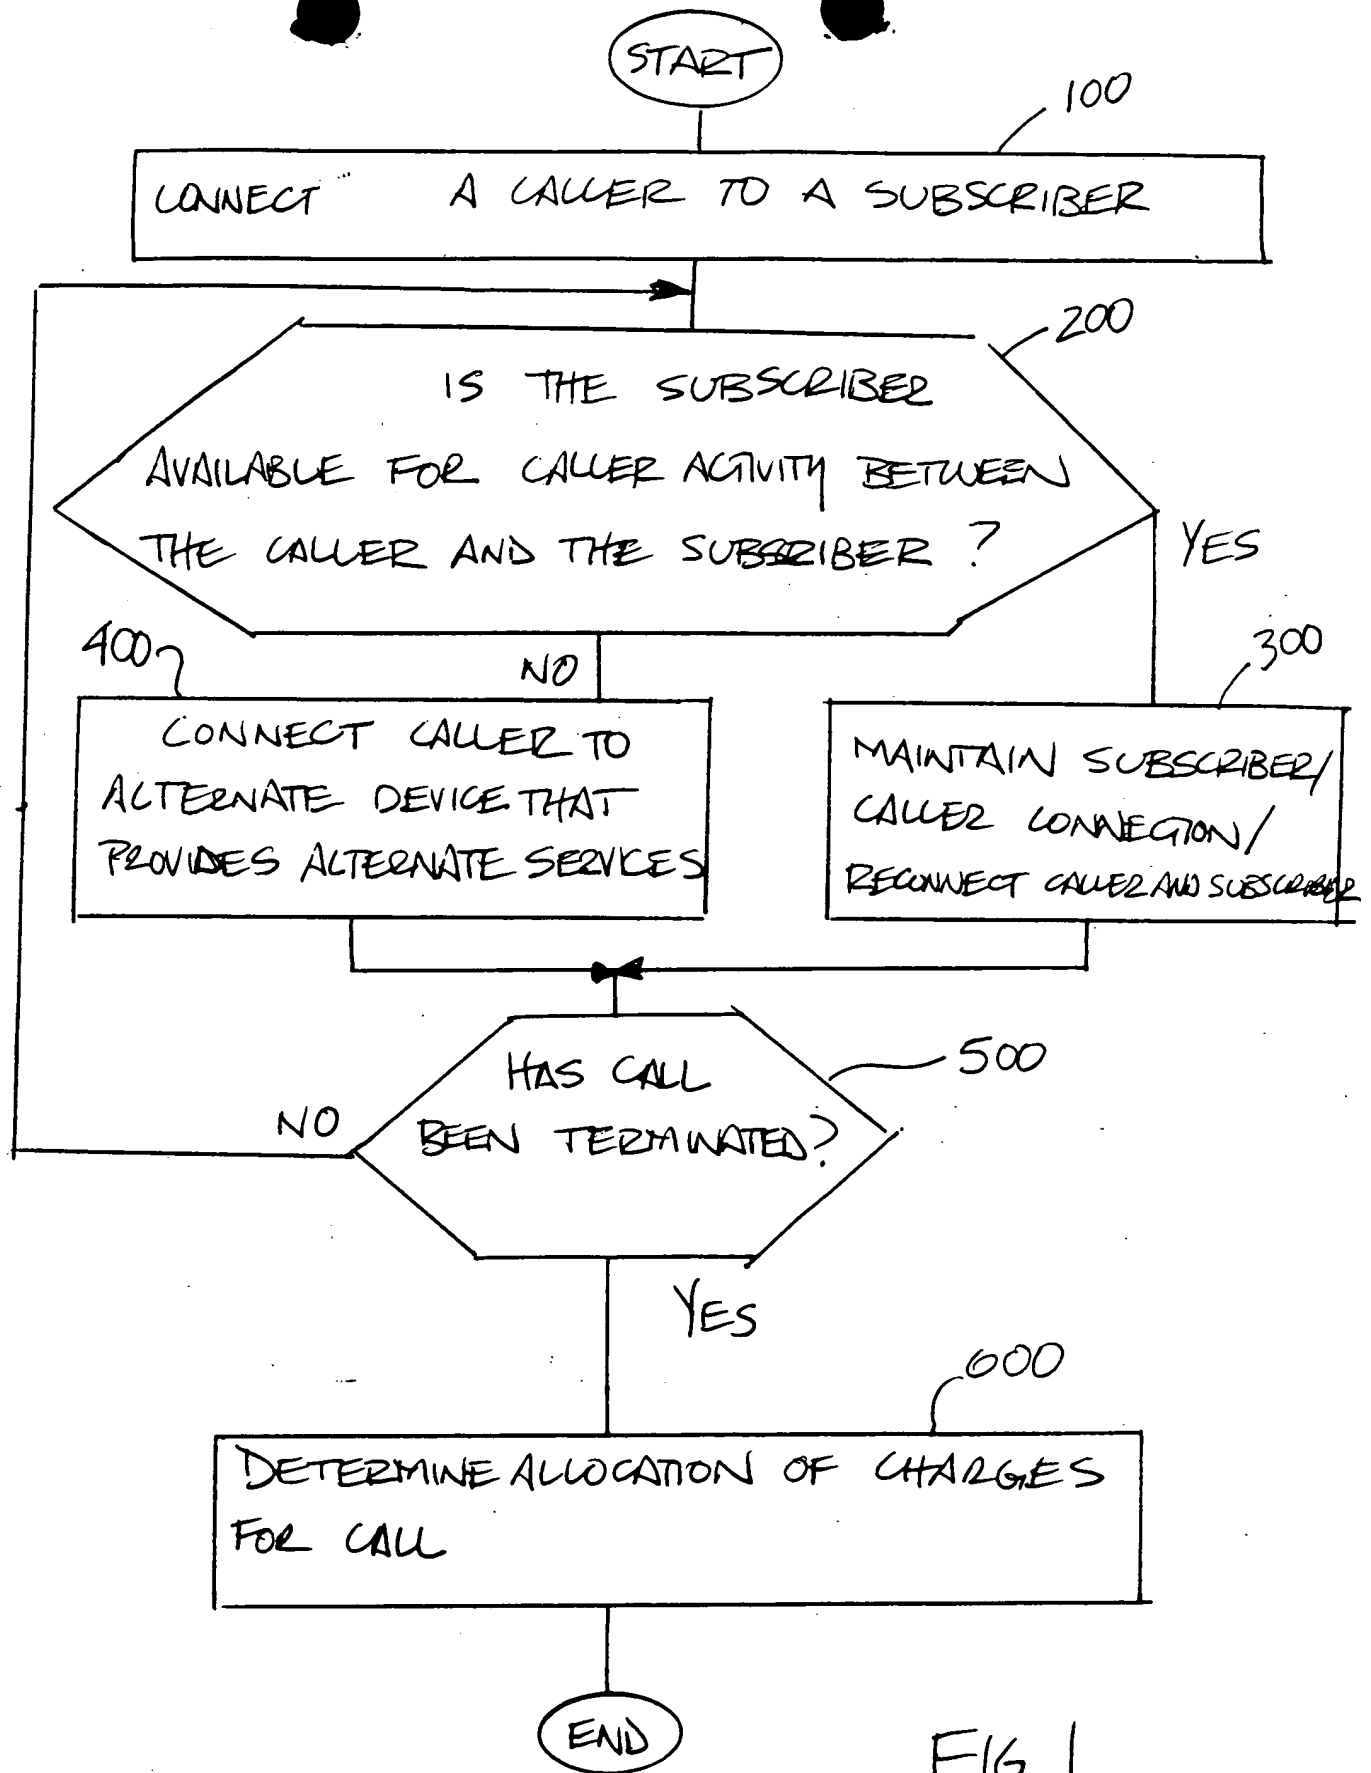 START
100
CONNECT A CALLER TO A SUBSCRIBER
200
IS THE SUBSCRIBER
AVAILABLE FOR CALLER ACTIVITY BETWEEN
THE CALLER AND THE SUBSCRIBER ?
YES
400
NO
300
CONNECT CALLER TO
ALTERNATE DEVICE THAT
PROVIDES ALTERNATE SERVICES
MAINTAIN SUBSCRIBER/
CALLER CONNECTION/
RECONNECT CALLER AND SUBSCRIBER
HAS CALL
BEEN TERMINATED?
500
NO
YES
600
DETERMINE ALLOCATION OF CHARGES
FOR CALL
END
FIG 1